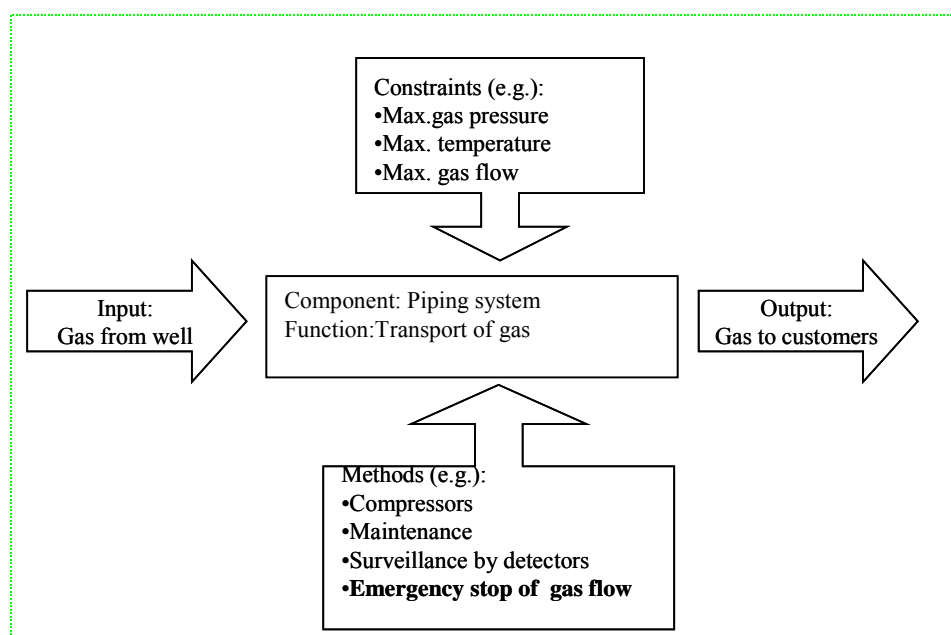 Constraints (e.g.):
•Max.gas pressure
•Max. temperature
•Max. gas flow
Input:
Gas from well
Component: Piping system
Function:Transport of gas
Output:
Gas to customers
Methods (e.g.):
•Compressors
•Maintenance
•Surveillance by detectors
•Emergency stop of gas flow